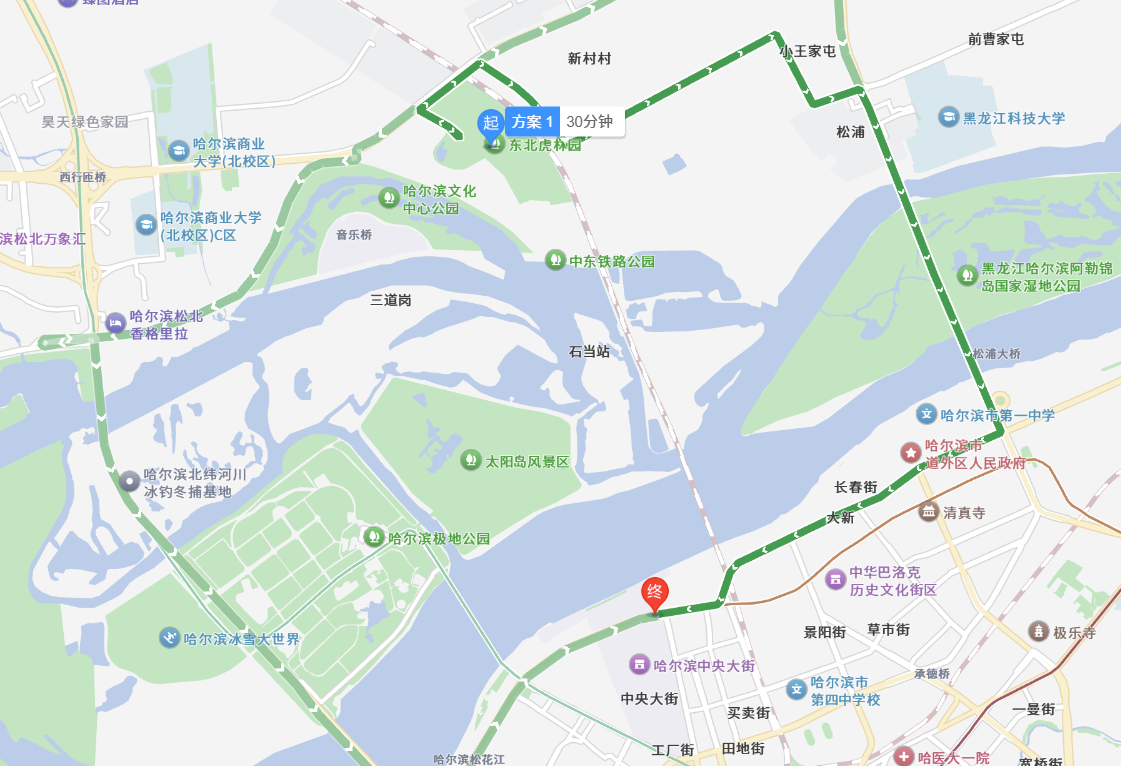 臻图酒店
新村村
小王家屯
前曹家屯
昊天绿色家园
起
方案 1
30分钟
松浦
黑龙江科技大学
哈尔滨商业
大学(北校区)
东北虎林园
西行匝桥
哈尔滨文化
中心公园
哈尔滨商业大学
(北校区)C区
滨松北万象汇
音乐桥
中东铁路公园
黑龙江哈尔滨阿勒锦
岛国家湿地公园
三道岗
哈尔滨松北
香格里拉
石当站
松浦大桥
哈尔滨市第一中学
哈尔滨市
道外区人民政府
太阳岛风景区
哈尔滨北纬河川
冰钓冬捕基地
长春街
大新
清真寺
哈尔滨极地公园
中华巴洛克
历史文化街区
终
哈尔滨冰雪大世界
景阳街
草市街
极乐寺
哈尔滨中央大街
承德桥
中央大街
哈尔滨市
第四中学校
买卖街
一曼街
工厂街
田地街
哈尔滨松花江
哈医大一院
宽桥街